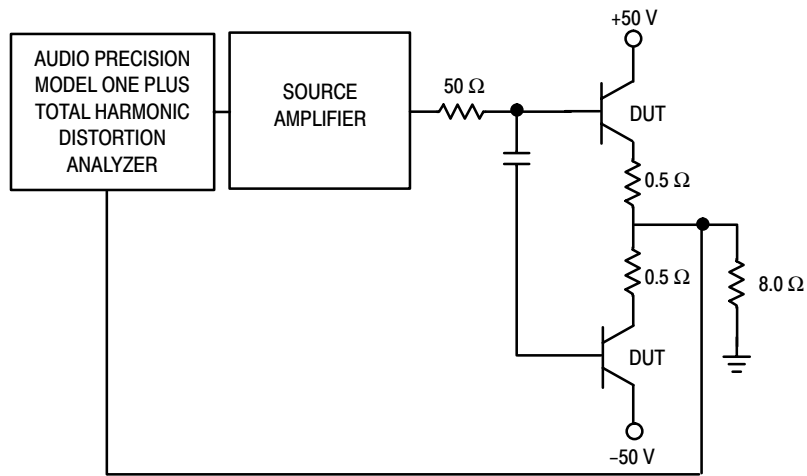 AUDIO PRECISION
MODEL ONE PLUS
TOTAL HARMONIC
DISTORTION
ANALYZER
SOURCE
AMPLIFIER
50 Ω
+50 V
DUT
0.5 Ω
0.5 Ω
8.0 Ω
DUT
−50 V